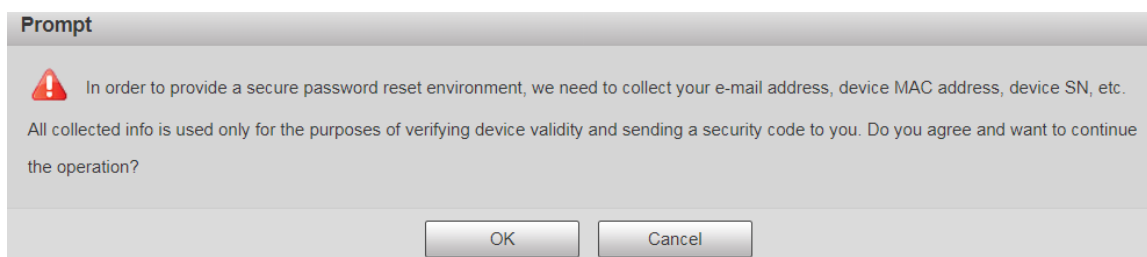 Prompt
In order to provide a secure password reset environment, we need to collect your e-mail address, device MAC address, device SN, etc.
All collected info is used only for the purposes of verifying device validity and sending a security code to you. Do you agree and want to continue
the operation?
OK
Cancel